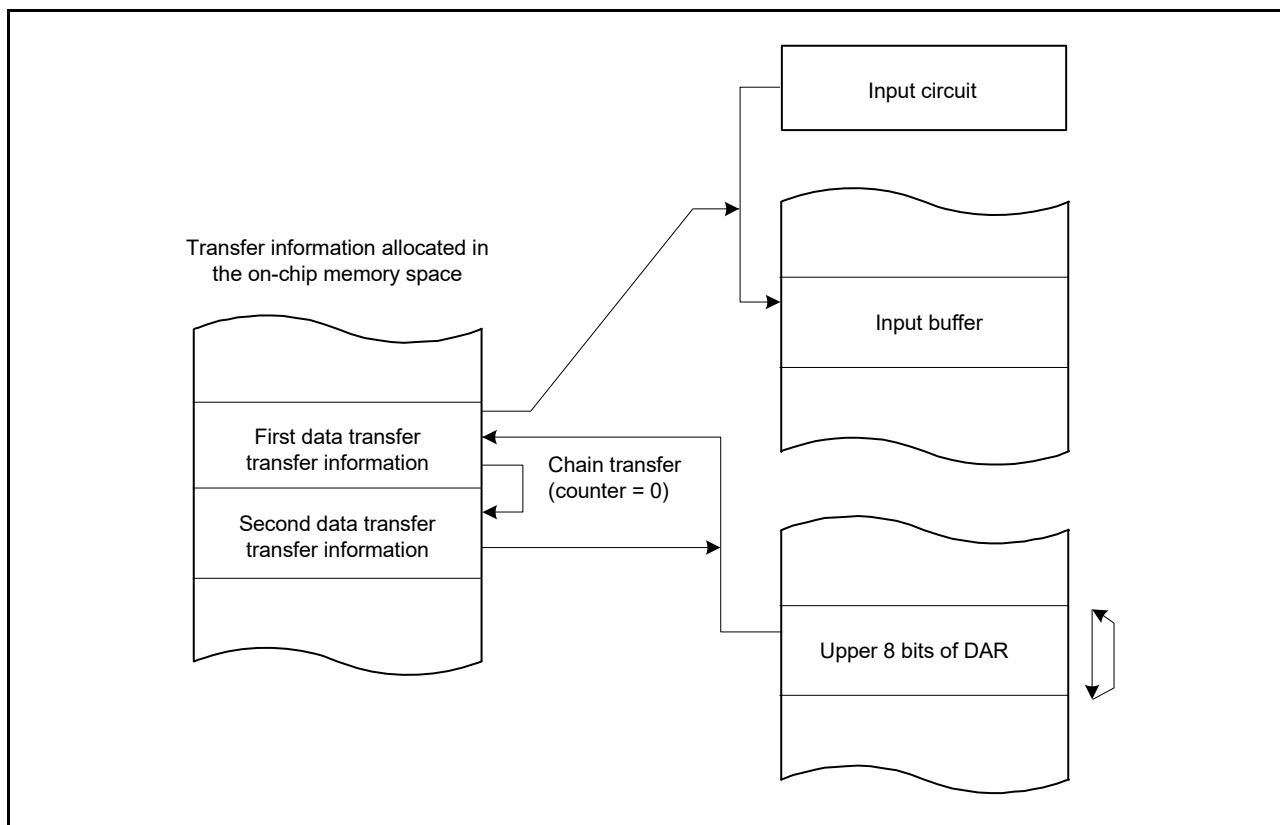 Input circuit
Transfer information allocated in
the on-chip memory space
Input buffer
First data transfer
transfer information
Chain transfer
(counter = 0)
Second data transfer
transfer information
Upper 8 bits of DAR